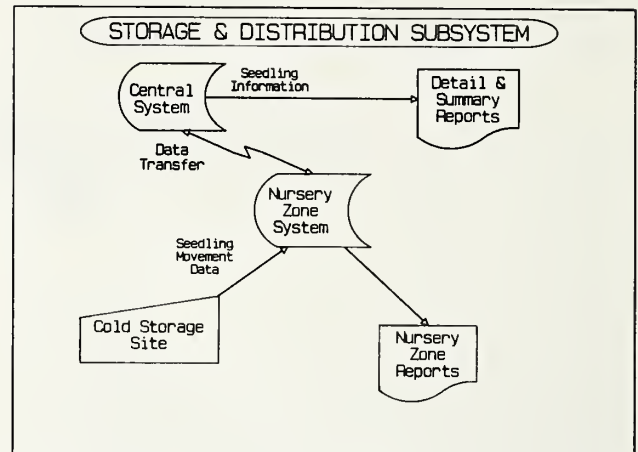 STORAGE & DISTRIBUTION SUBSYSTEM
Central
System
Seedling
Information
Detail &
Summary
Reports
Data
Transfer
Nursery
Zone
System
Seedling
Movement
Data
Cold Storage
Site
Nursery
Zone
Reports